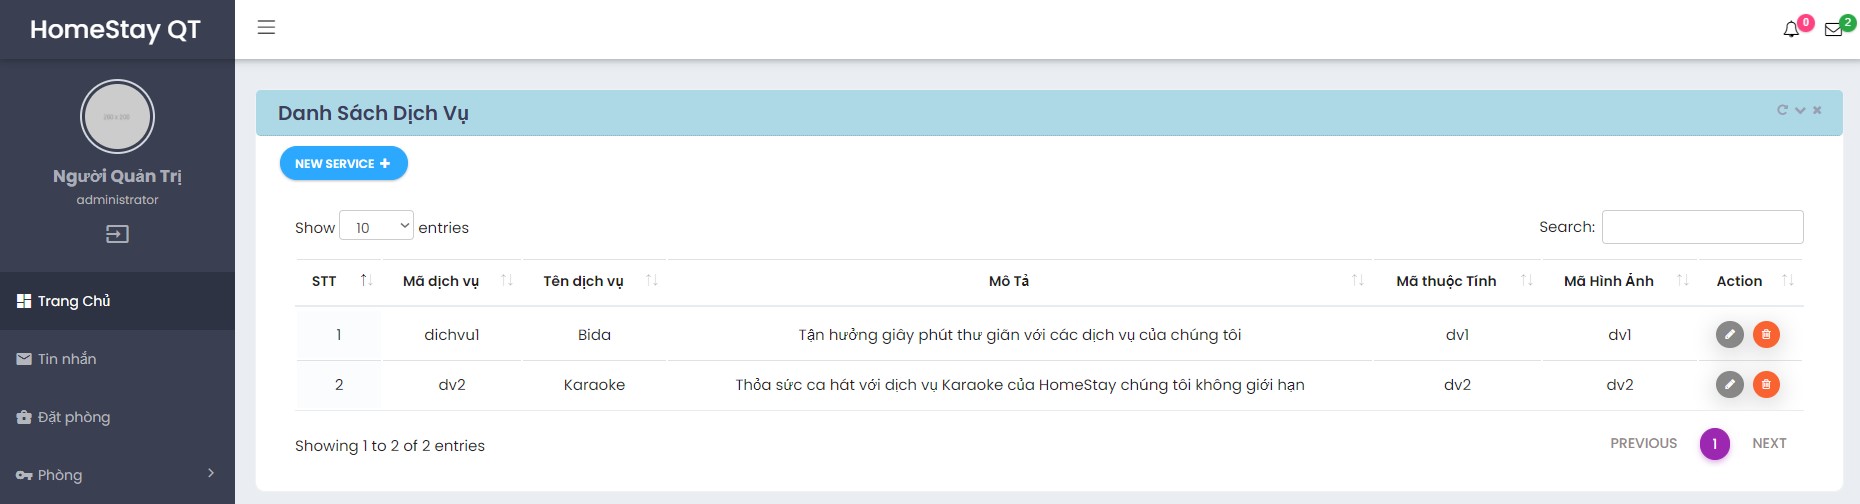 HomeStay QT
0
2
Người Quản Trị
administrator
Trang Chủ
Tin nhắn
Đặt phòng
Phòng
Danh Sách Dịch Vụ
NEW SERVICE +
Show 10 entries
Search:
STT Mã dịch vụ Tên dịch vụ Mô Tả Mã thuộc Tính Mã Hình Ảnh Action
1 dichvu1 Bida Tận hưởng giây phút thư giãn với các dịch vụ của chúng tôi dv1 dv1
2 dv2 Karaoke Thỏa sức ca hát với dịch vụ Karaoke của HomeStay chúng tôi không giới hạn dv2 dv2
Showing 1 to 2 of 2 entries
PREVIOUS 1 NEXT